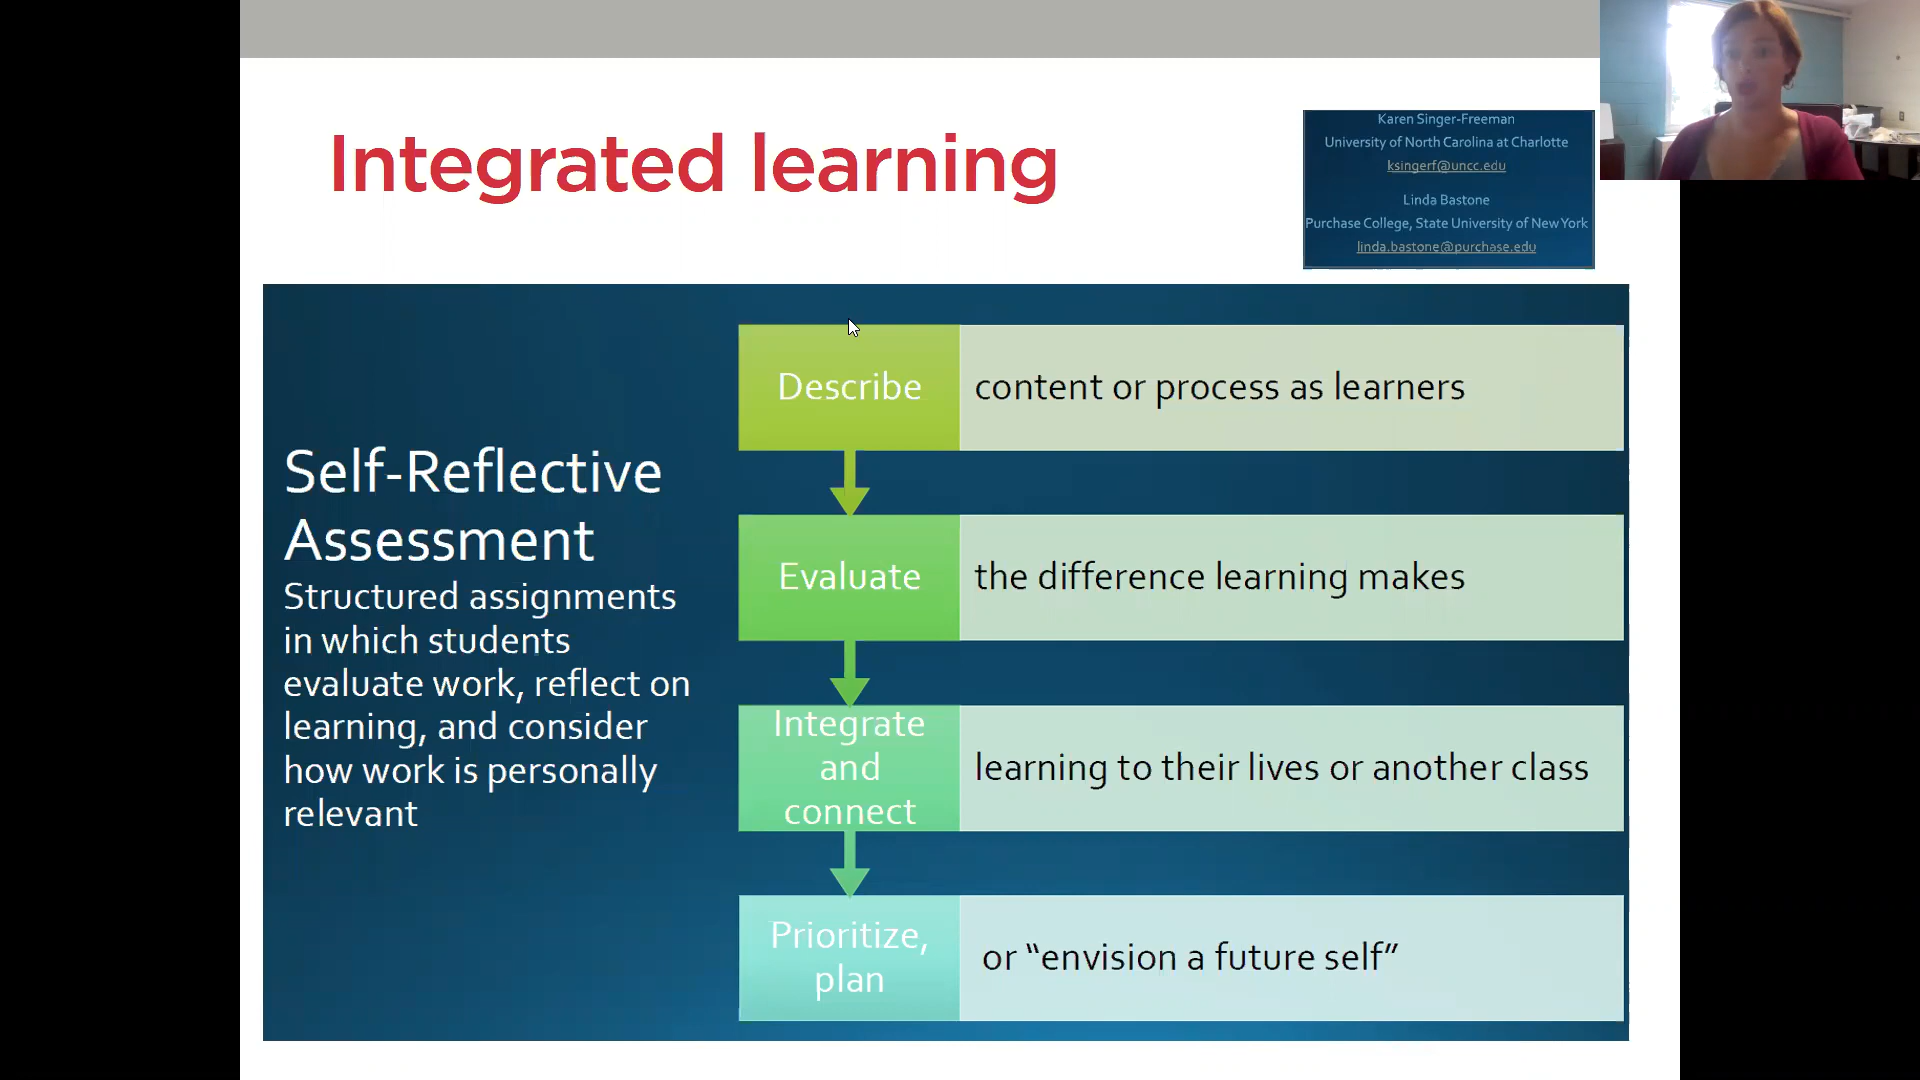 Integrated learning
Karen Singer-Freeman
University of North Carolina at Charlotte
ksingerf@uncc.edu
Linda Bastone
Purchase College, State University of New York
linda.bastone@purchase.edu
Self-Reflective
Assessment
Structured assignments
in which students
evaluate work, reflect on
learning, and consider
how work is personally
relevant
Describe
content or process as learners
Evaluate
the difference learning makes
Integrate
and
connect
learning to their lives or another class
Prioritize,
plan
or “envision a future self”